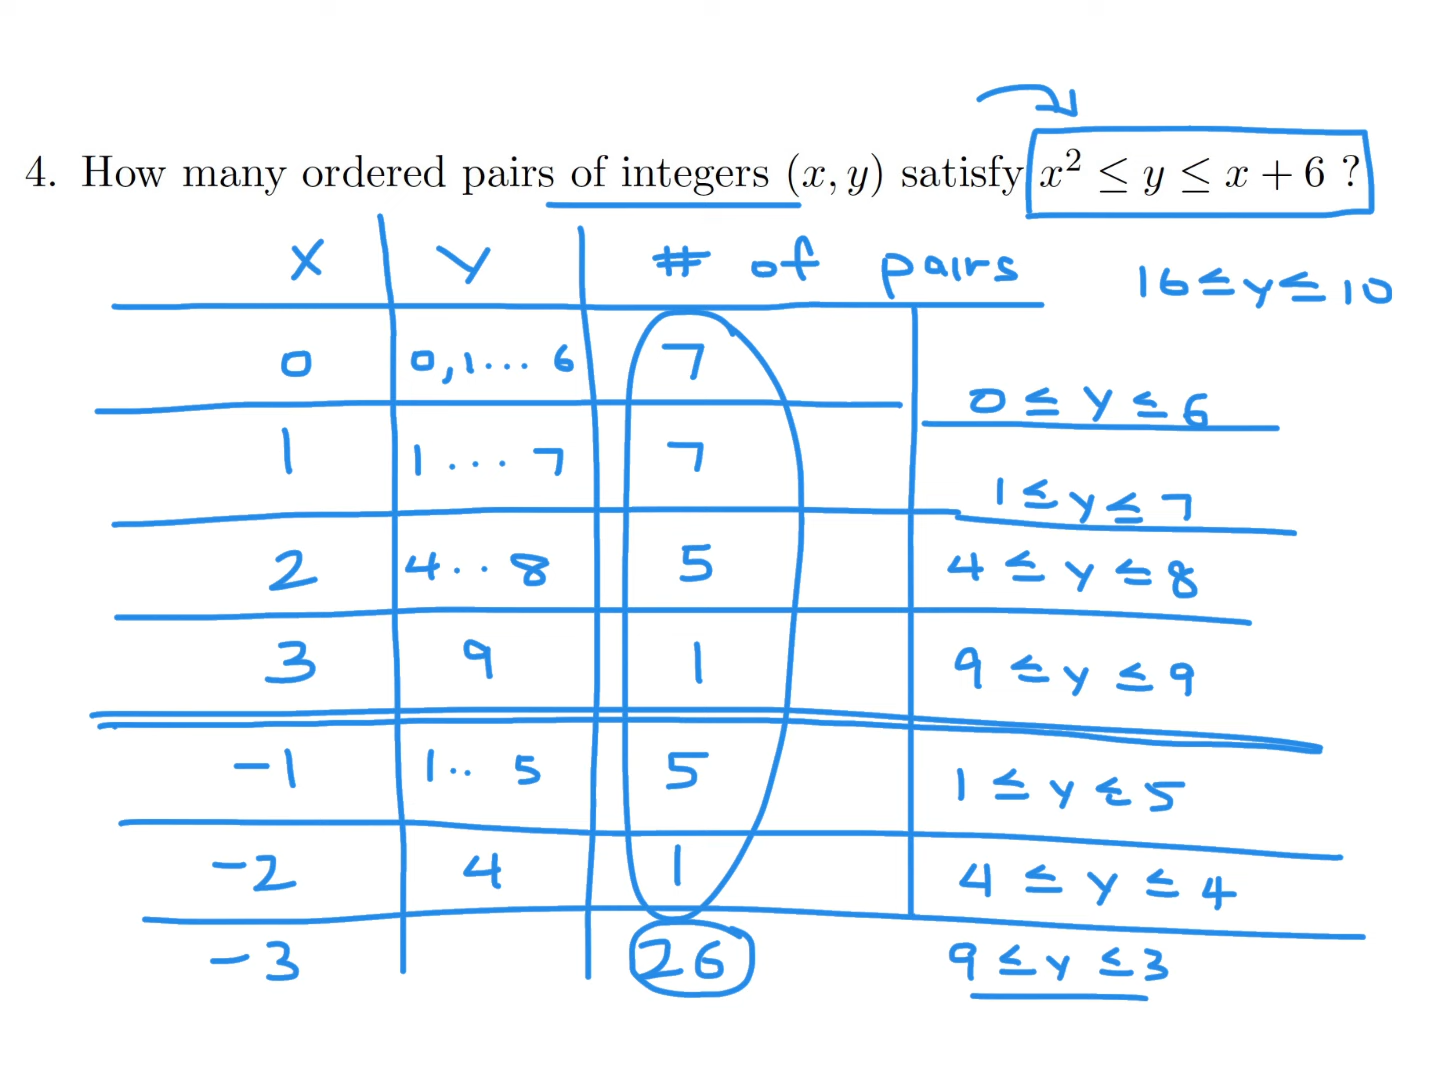 4. How many ordered pairs of integers (x, y) satisfy x² ≤ y ≤ x + 6 ?
x y # of pairs
16 ≤ y ≤ 10
0 0,1... 6 7
0 ≤ y ≤ 6
1 1 ... 7 7
1 ≤ y ≤ 7
2 4.. 8 5 4 ≤ y ≤ 8
3 9 1 9 ≤ y ≤ 9
-1 1.. 5 5 1 ≤ y ≤ 5
-2 4 1 4 ≤ y ≤ 4
-3 26 9 ≤ y ≤ 3